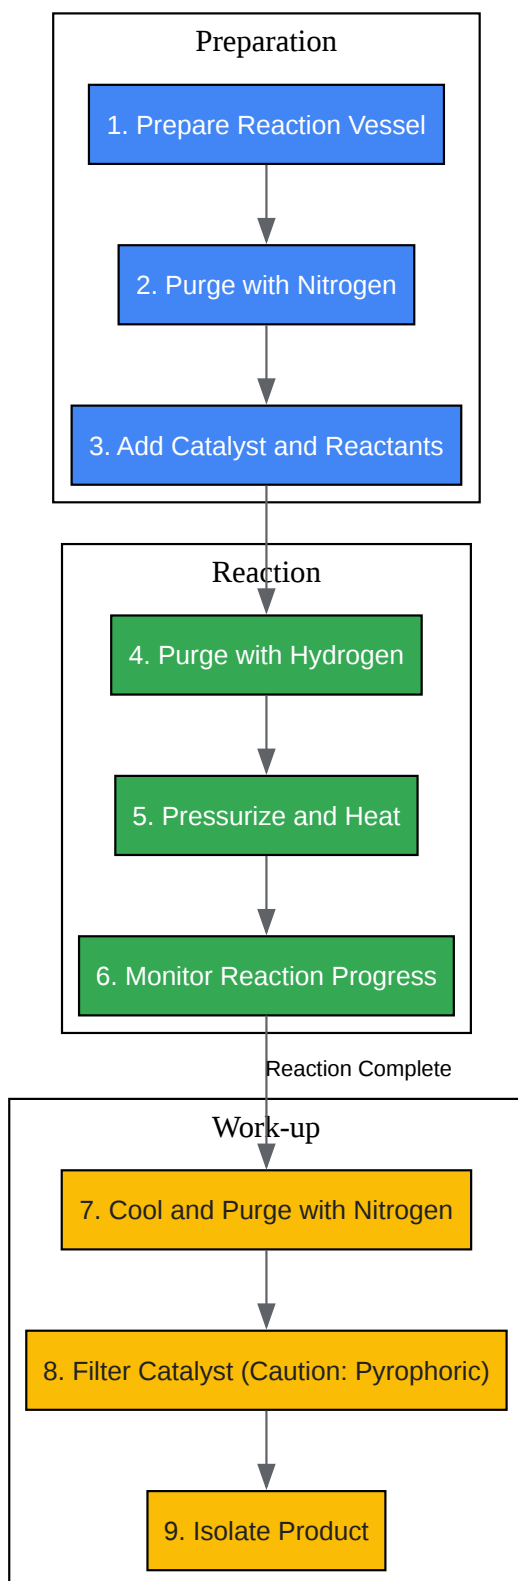 Preparation
1. Prepare Reaction Vessel
2. Purge with Nitrogen
3. Add Catalyst and Reactants
Reaction
4. Purge with Hydrogen
5. Pressurize and Heat
6. Monitor Reaction Progress
Reaction Complete
Work-up
7. Cool and Purge with Nitrogen
8. Filter Catalyst (Caution: Pyrophoric)
9. Isolate Product